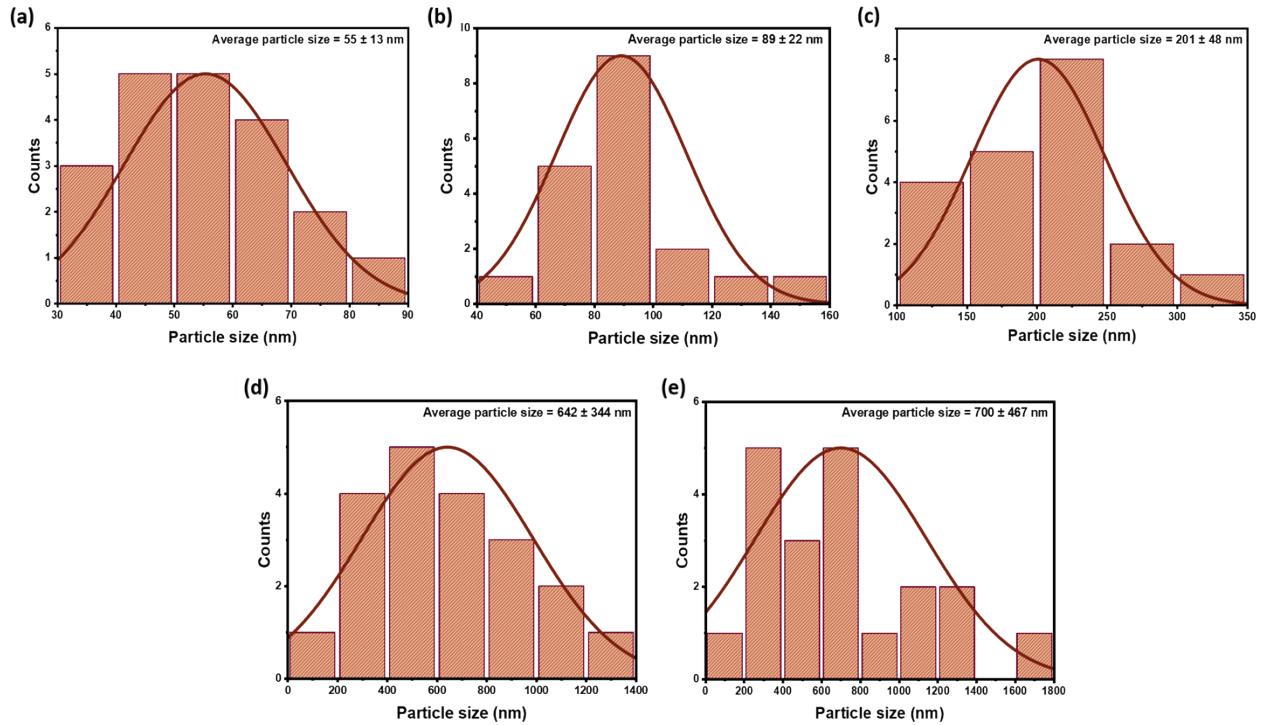 (a)
Average particle size = 55 ± 13 nm
6
5
4
3
2
1
0
Counts
30 40 50 60 70 80 90
Particle size (nm)
(b)
Average particle size = 89 ± 22 nm
10
8
6
4
2
0
Counts
40 60 80 100 120 140 160
Particle size (nm)
(c)
Average particle size = 201 ± 48 nm
8
6
4
2
0
Counts
100 150 200 250 300 350
Particle size (nm)
(d)
Average particle size = 642 ± 344 nm
6
4
2
0
Counts
0 200 400 600 800 1000 1200 1400
Particle size (nm)
(e)
Average particle size = 700 ± 467 nm
6
4
2
0
Counts
0 200 400 600 800 1000 1200 1400 1600 1800
Particle size (nm)